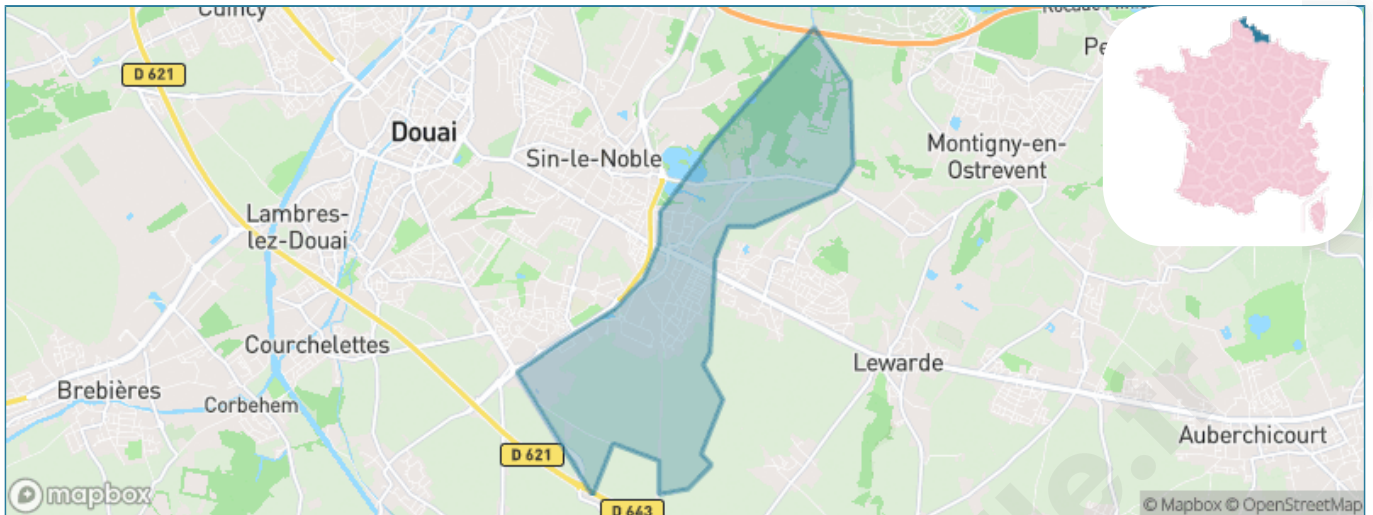 Cuincy
D 621
Douai
Sin-le-Noble
Montigny-en-
Ostrevent
Pe
Lambres-
lez-Douai
Courchelettes
Brebières
Corbehem
Lewarde
Auberchicourt
D 621
D 643
mapbox
© Mapbox © OpenStreetMap